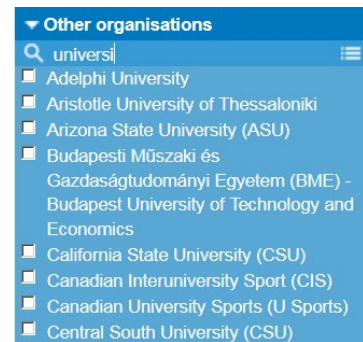 Other organisations
universi
Adelphi University
Aristotle University of Thessaloniki
Arizona State University (ASU)
Budapesti Műszaki és
Gazdaságtudományi Egyetem (BME) -
Budapest University of Technology and
Economics
California State University (CSU)
Canadian Interuniversity Sport (CIS)
Canadian University Sports (U Sports)
Central South University (CSU)